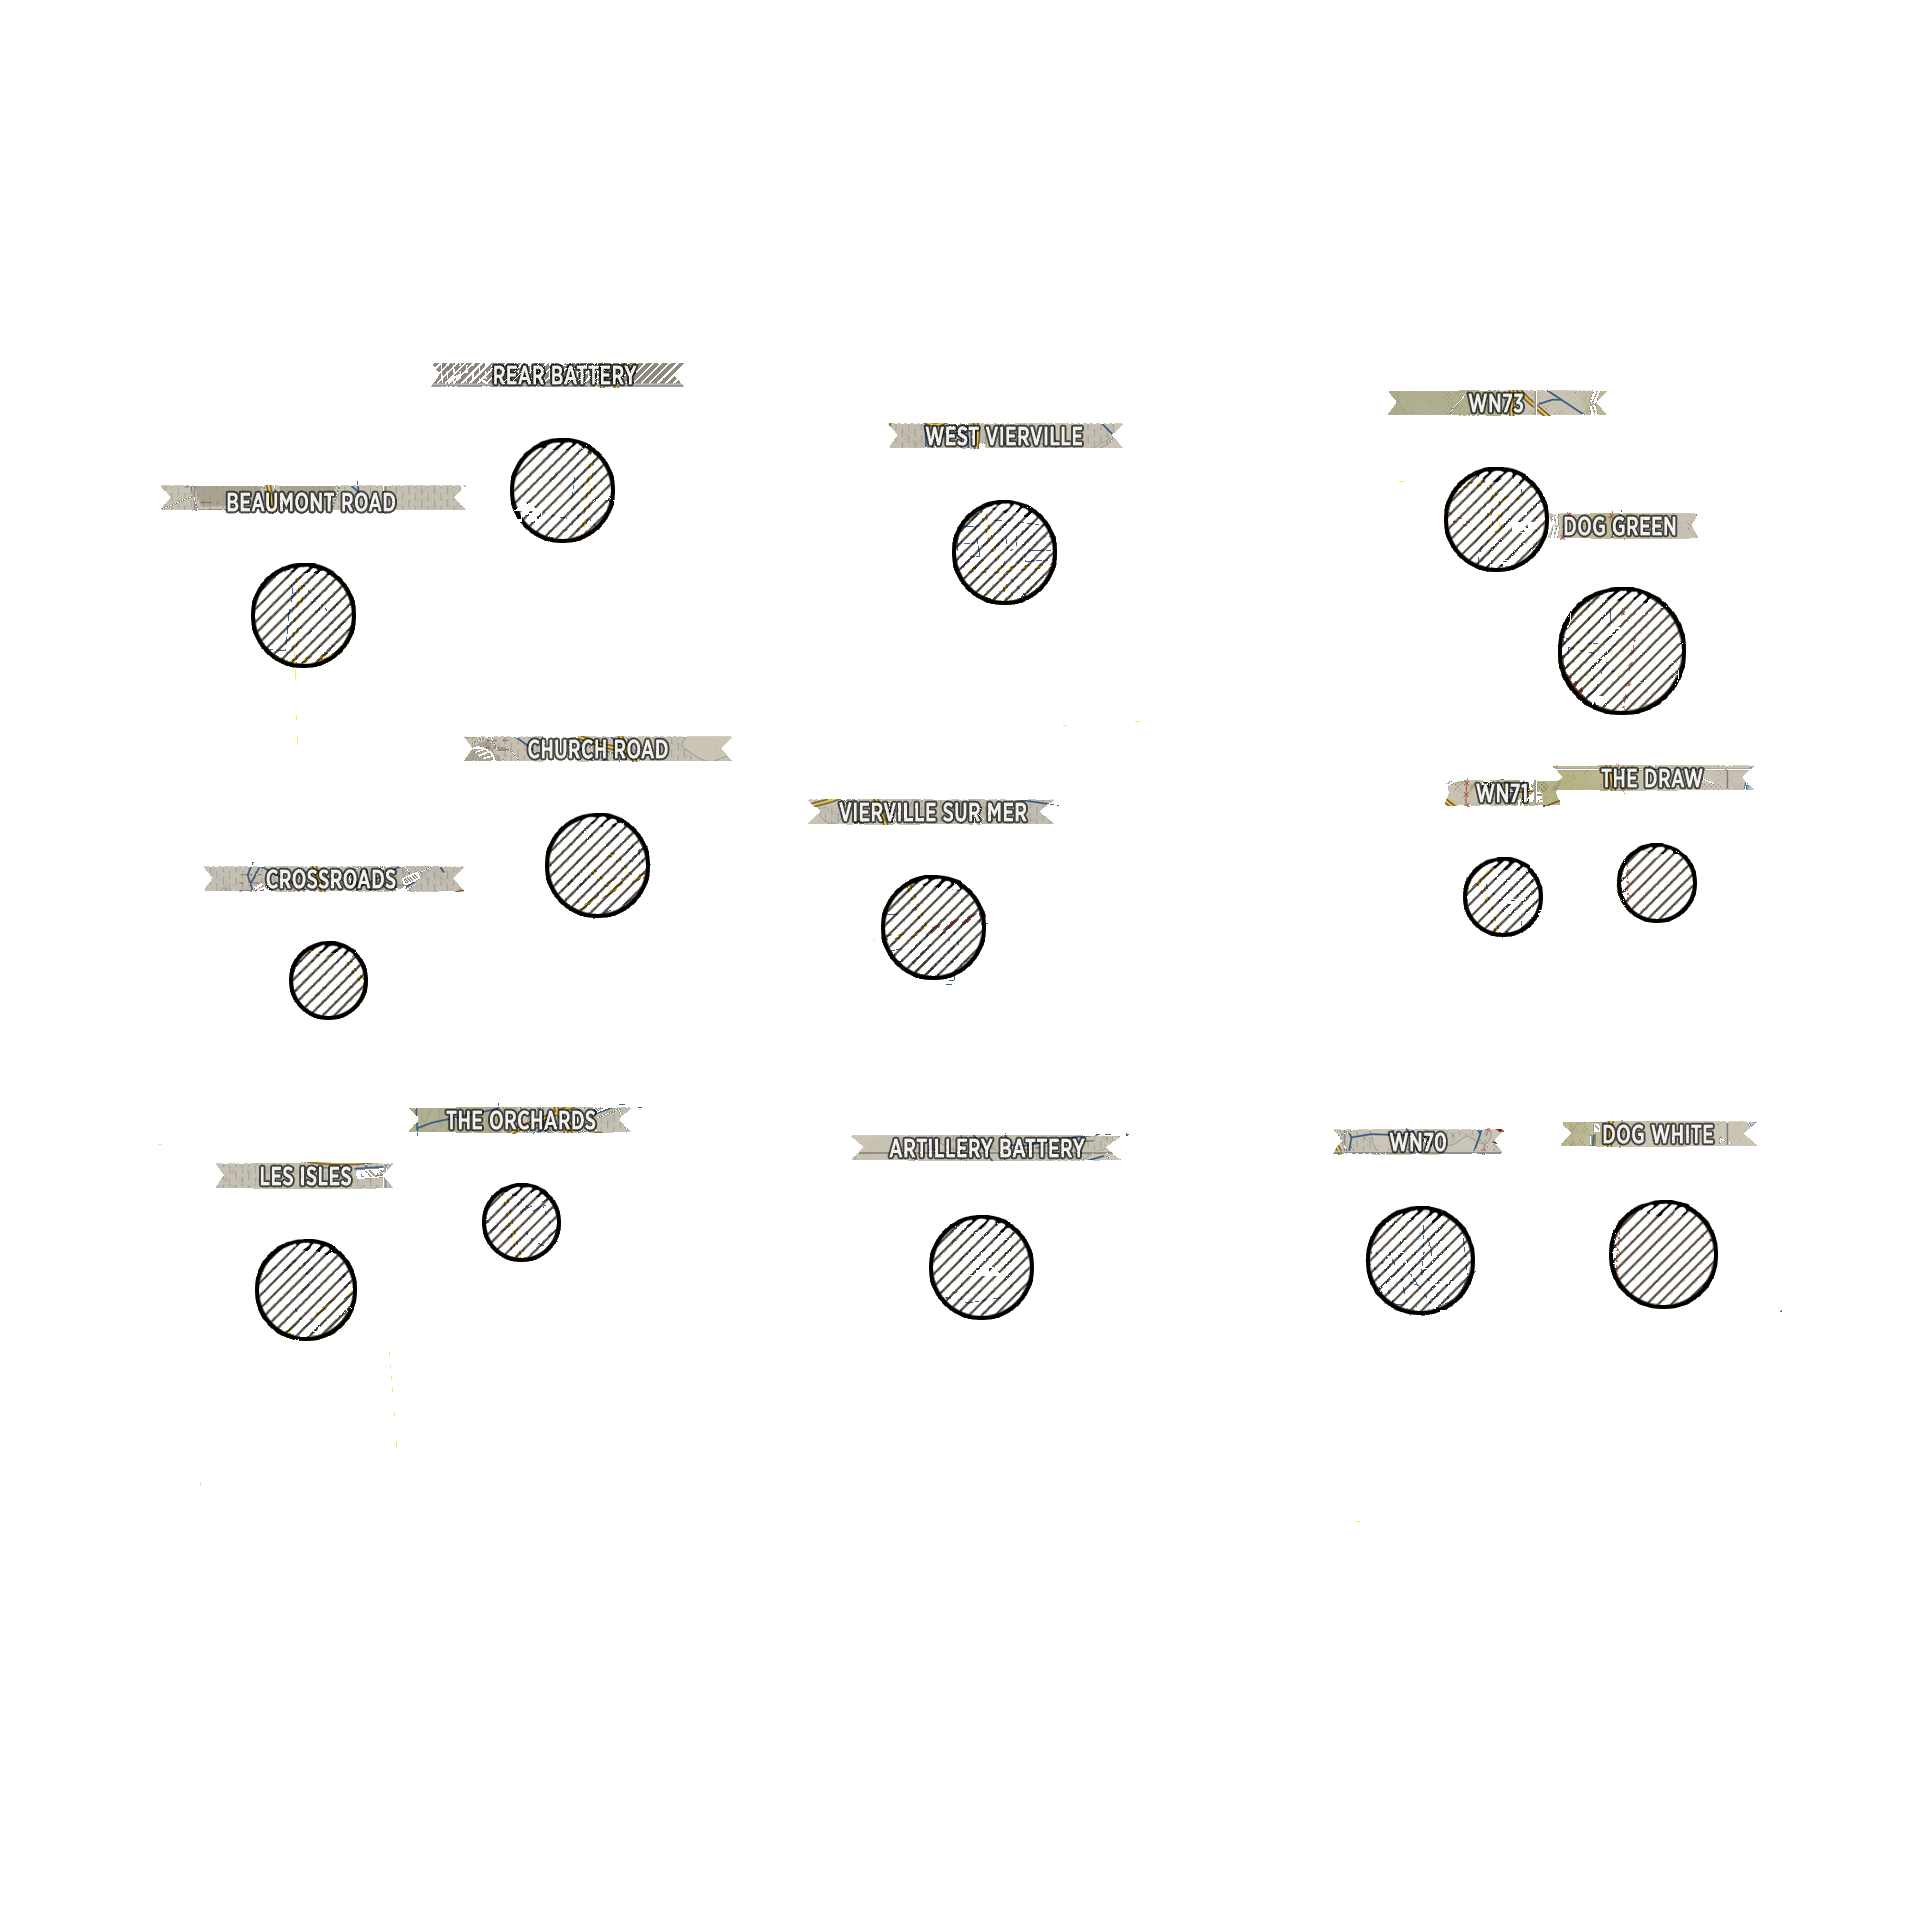 REAR BATTERY
WN73
WEST VIERVILLE
BEAUMONT ROAD
DOG GREEN
CHURCH ROAD
THE DRAW
WN71
VIERVILLE SUR MER
CROSSROADS
THE ORCHARDS
DOG WHITE
WN70
ARTILLERY BATTERY
LES ISLES